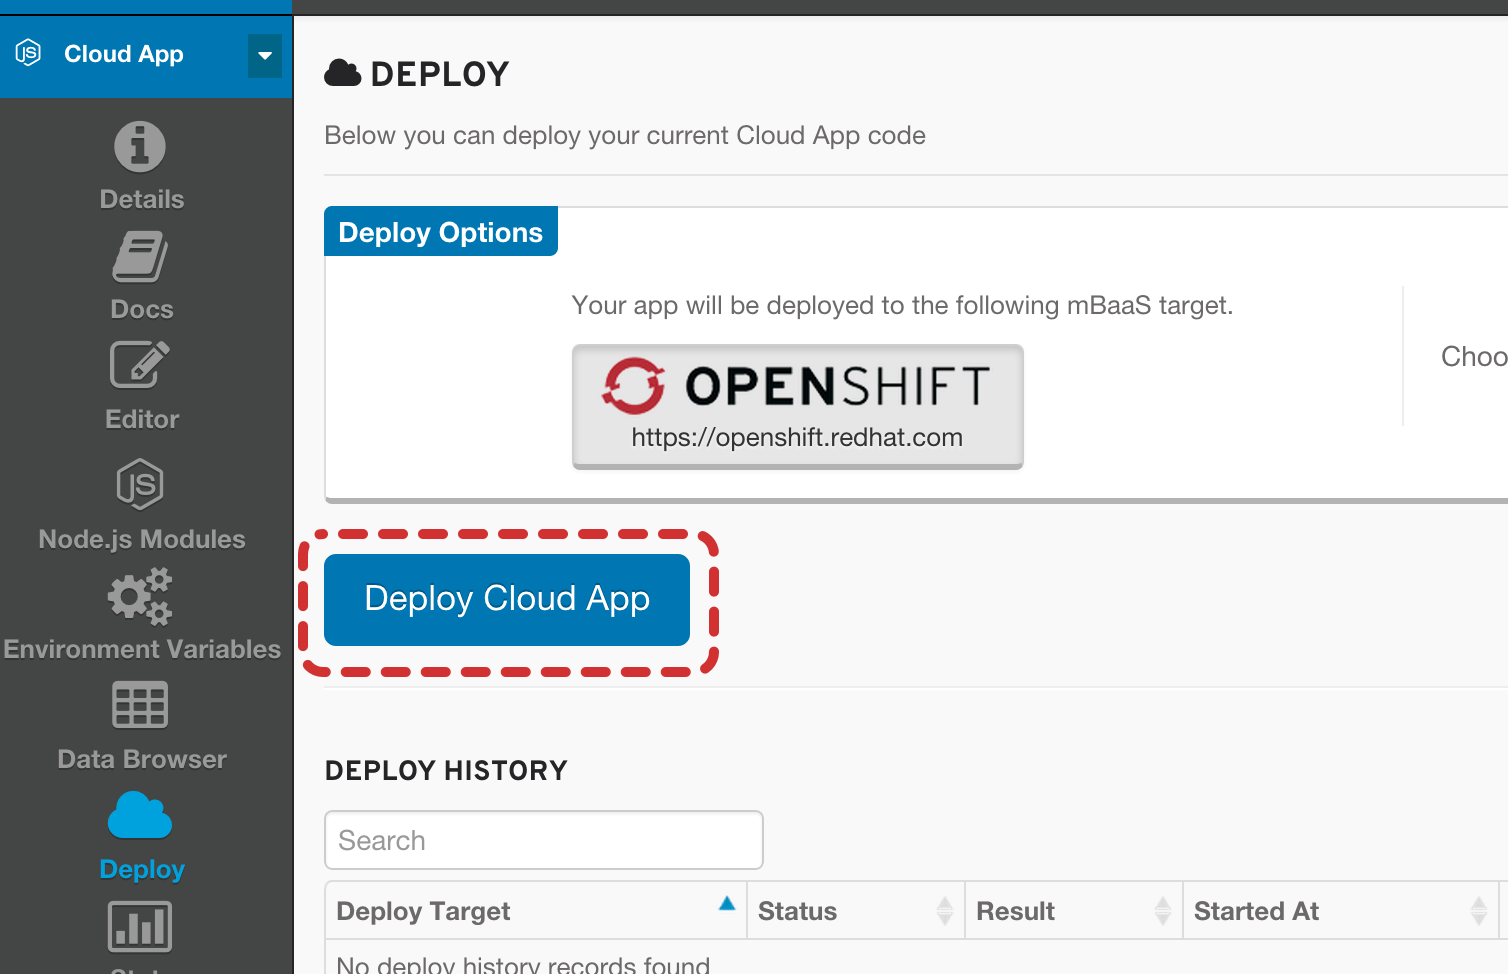 JS Cloud App
Details
Docs
Editor
JS
Node.js Modules
Environment Variables
Data Browser
Deploy
DEPLOY
Below you can deploy your current Cloud App code
Deploy Options
Your app will be deployed to the following mBaaS target.
OPENSHIFT
https://openshift.redhat.com
Choo
Deploy Cloud App
DEPLOY HISTORY
Search
Deploy Target Status Result Started At
No deploy history records found